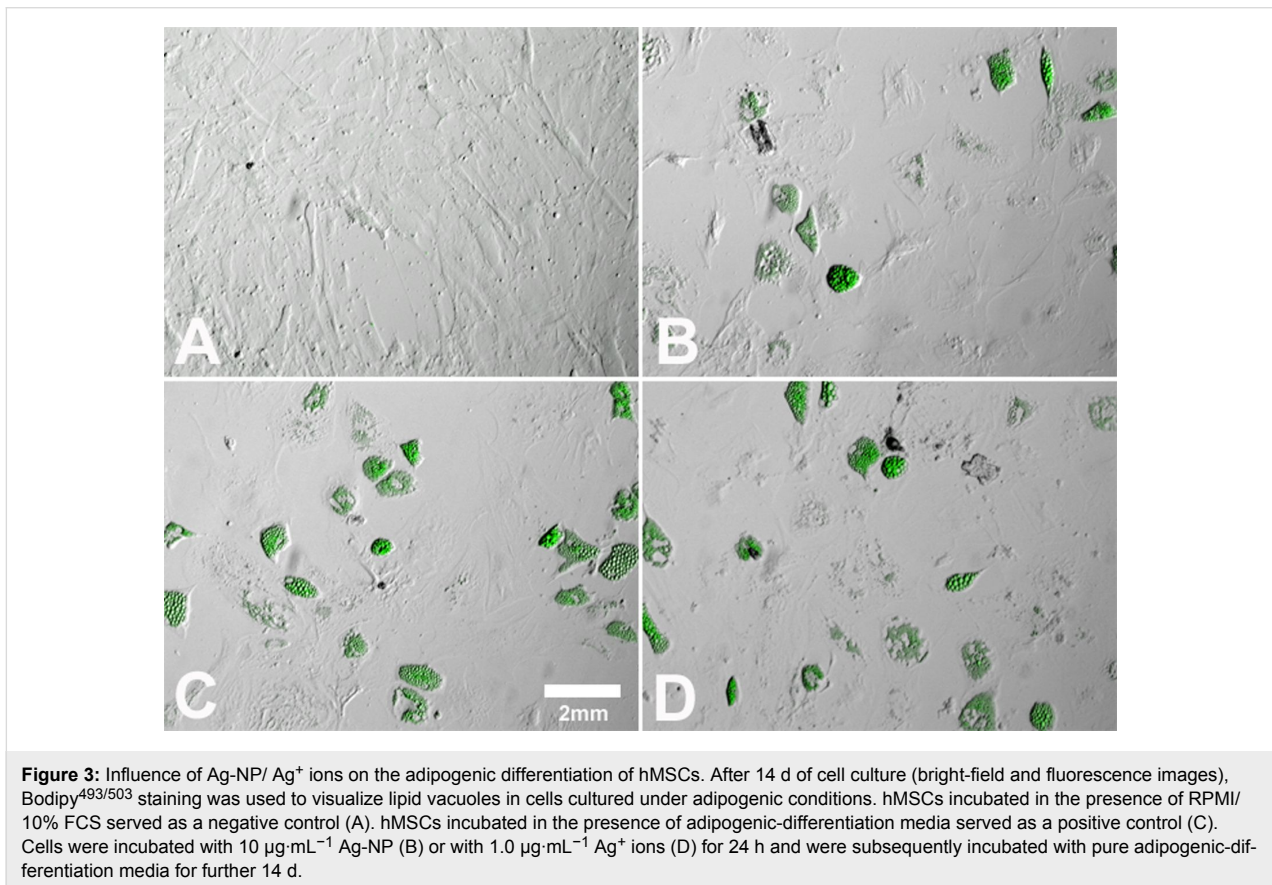 A
B
C
2mm
D
Figure 3: Influence of Ag-NP/ Ag⁺ ions on the adipogenic differentiation of hMSCs. After 14 d of cell culture (bright-field and fluorescence images),
Bodipy⁴⁹³/⁵⁰³ staining was used to visualize lipid vacuoles in cells cultured under adipogenic conditions. hMSCs incubated in the presence of RPMI/
10% FCS served as a negative control (A). hMSCs incubated in the presence of adipogenic-differentiation media served as a positive control (C).
Cells were incubated with 10 µg·mL⁻¹ Ag-NP (B) or with 1.0 µg·mL⁻¹ Ag⁺ ions (D) for 24 h and were subsequently incubated with pure adipogenic-dif-
ferentiation media for further 14 d.